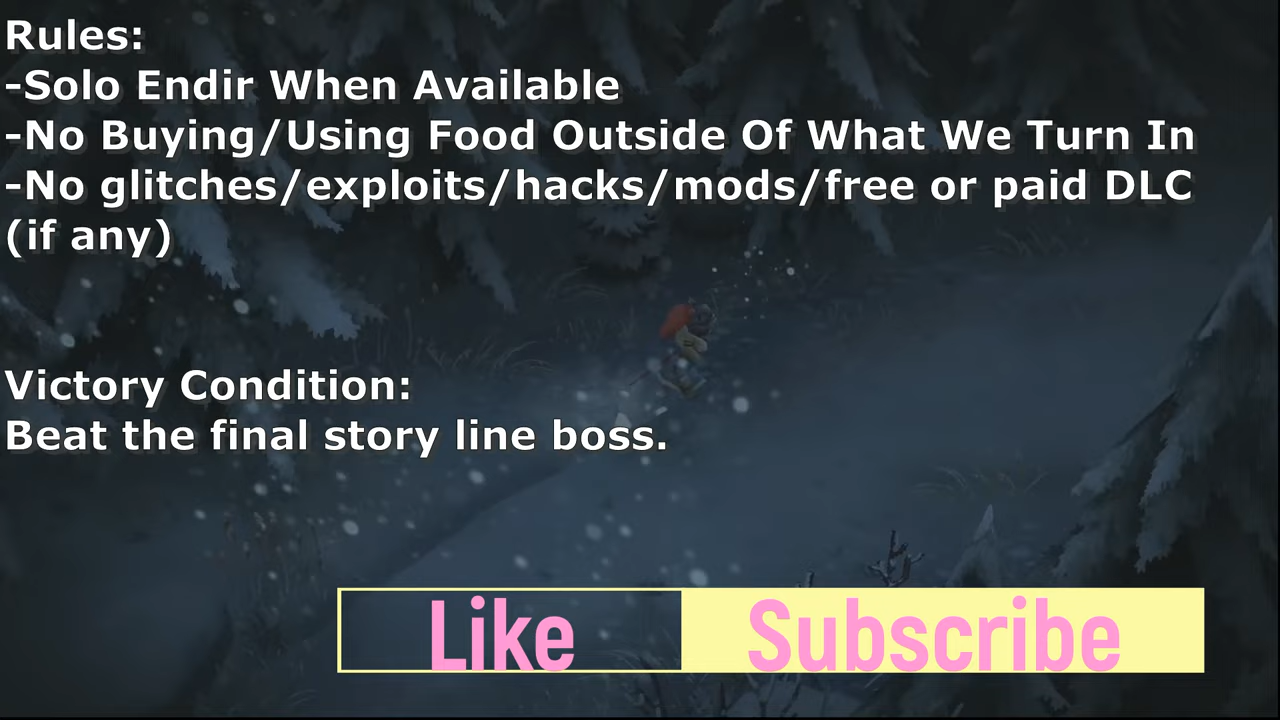 Rules:
-Solo Endir When Available
-No Buying/Using Food Outside Of What We Turn In
-No glitches/exploits/hacks/mods/free or paid DLC
(if any)
Victory Condition:
Beat the final story line boss.
Like Subscribe